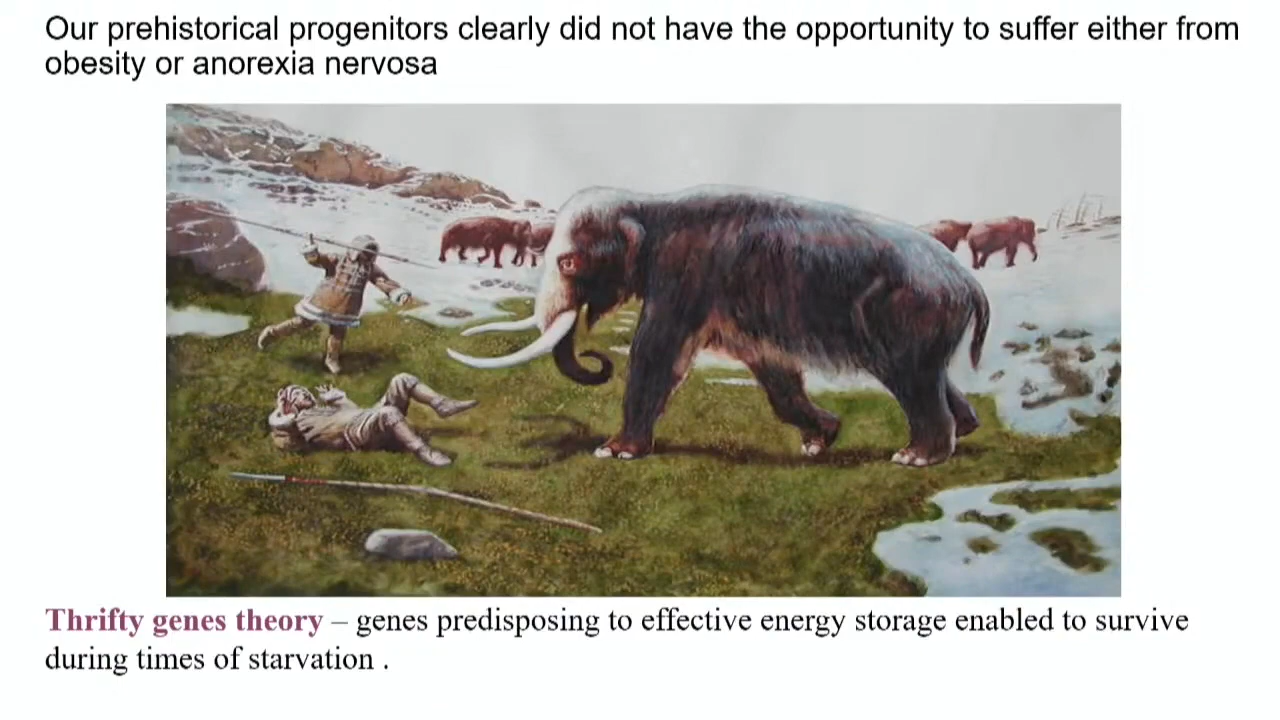 Our prehistorical progenitors clearly did not have the opportunity to suffer either from
obesity or anorexia nervosa
Thrifty genes theory – genes predisposing to effective energy storage enabled to survive
during times of starvation .